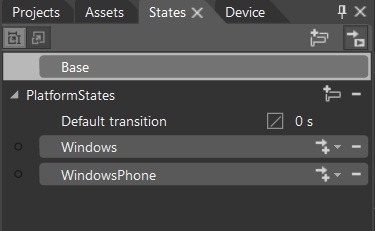 Projects Assets States Device
Base
PlatformStates
Default transition 0 s
Windows
WindowsPhone